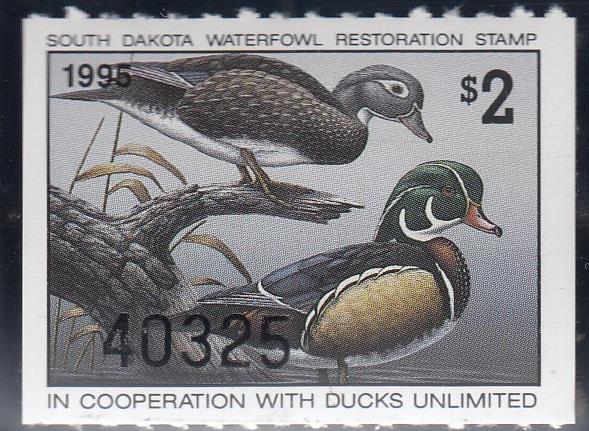 SOUTH DAKOTA WATERFOWL RESTORATION STAMP
1995
$2
40325
IN COOPERATION WITH DUCKS UNLIMITED